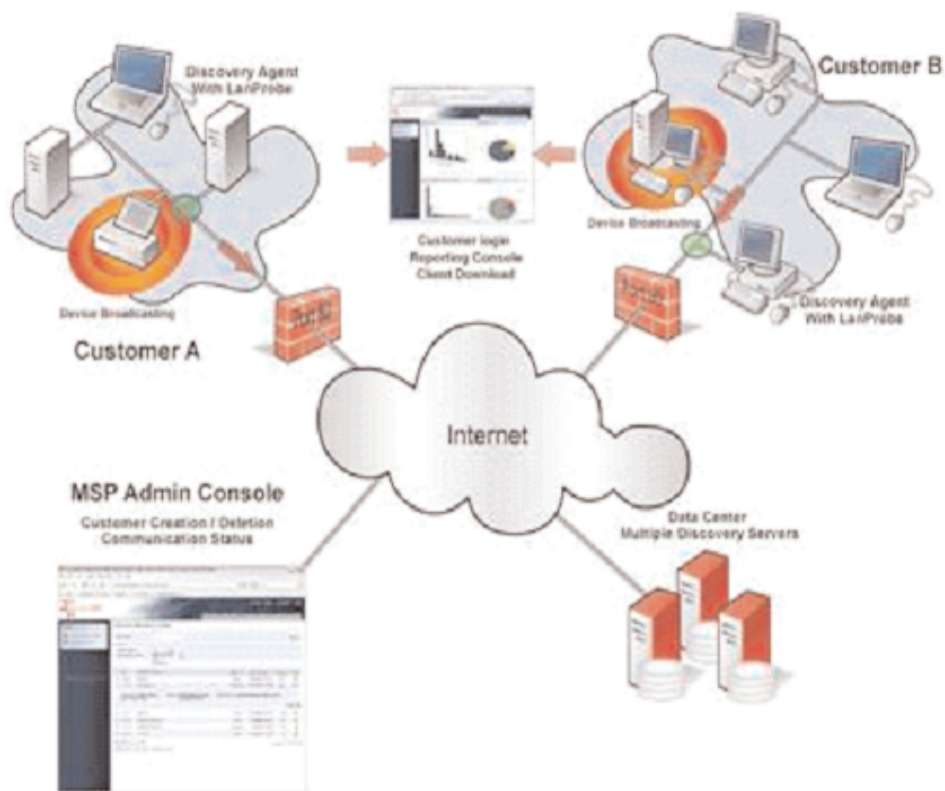 Discovery Agent
With LanProbe
Customer B
Device Broadcasting
Customer login
Reporting Console
Client Download
Device Broadcasting
Discovery Agent
With LanProbe
Customer A
Internet
MSP Admin Console
Customer Creation / Deletion
Communication Status
Data Center
Multiple Discovery Servers